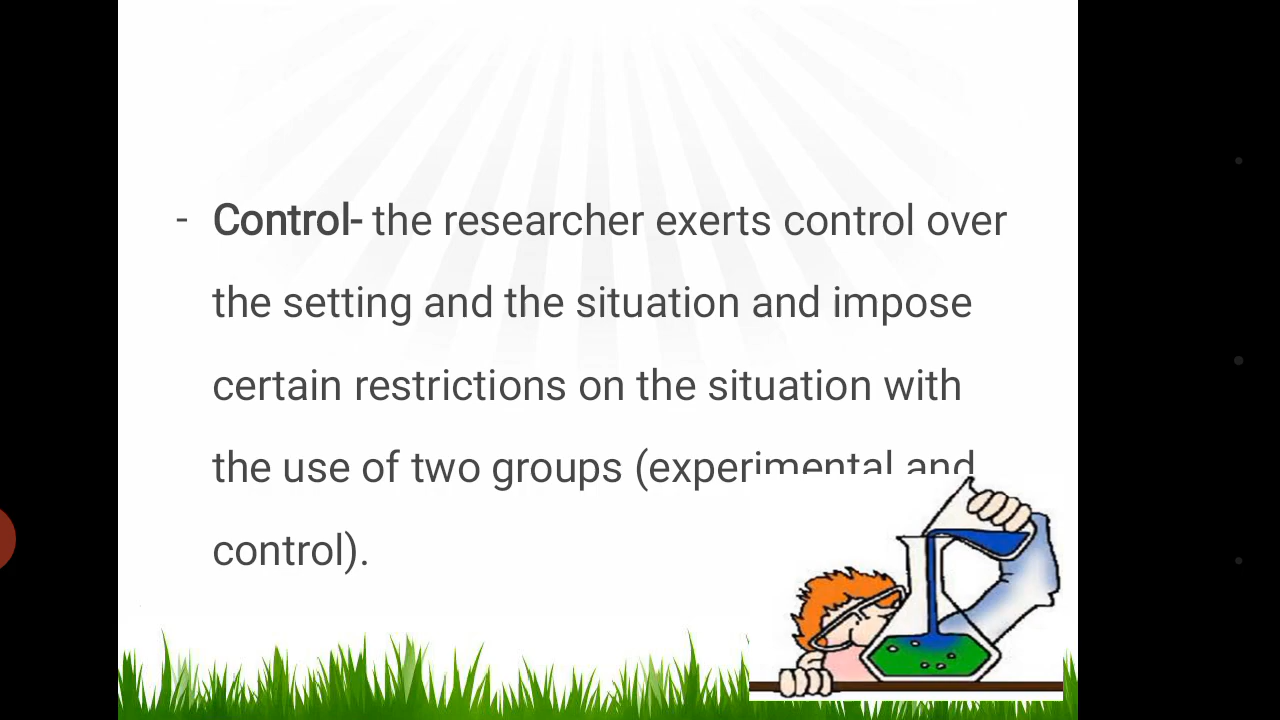 - Control- the researcher exerts control over
the setting and the situation and impose
certain restrictions on the situation with
the use of two groups (experimental and
control).